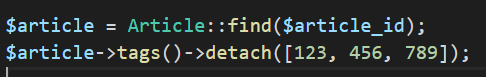 $article = Article::find($article_id);
$article->tags()->detach([123, 456, 789]);